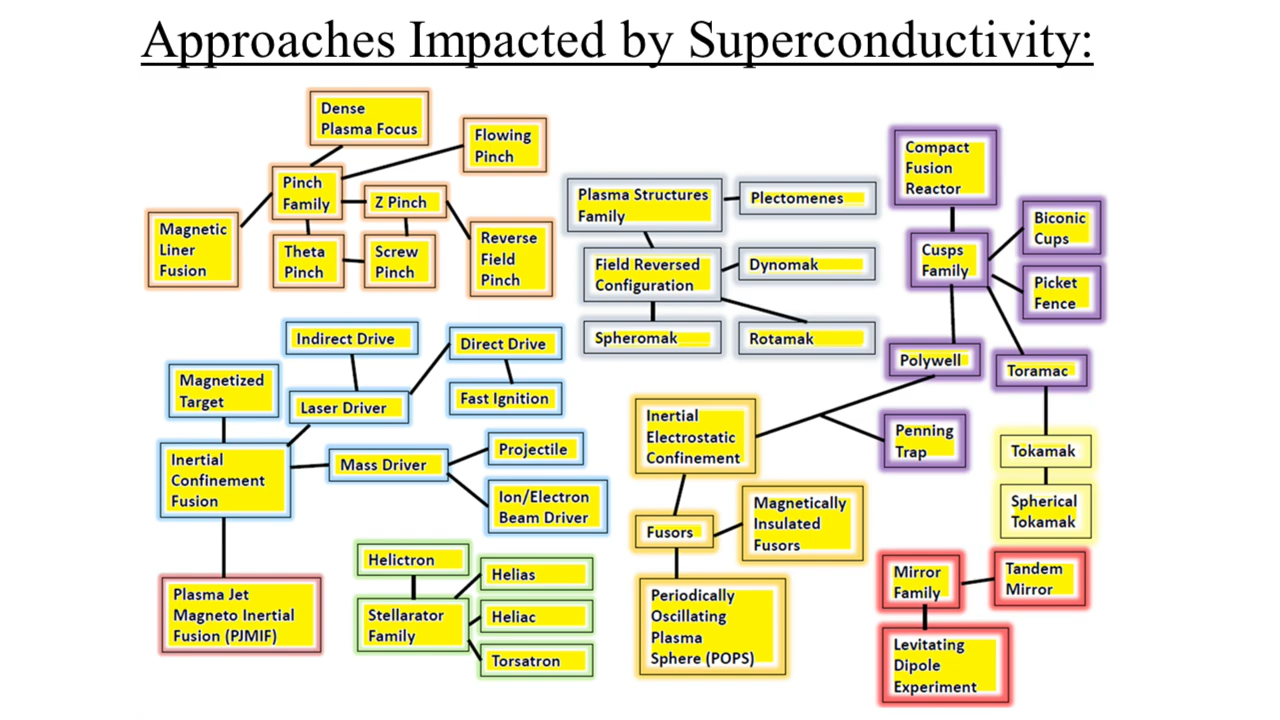 Approaches Impacted by Superconductivity:
Dense
Plasma Focus
Flowing
Pinch
Pinch
Family
Z Pinch
Magnetic
Liner
Fusion
Theta
Pinch
Screw
Pinch
Reverse
Field
Pinch
Plasma Structures
Family
Plectomenes
Field Reversed
Configuration
Dynomak
Spheromak
Rotamak
Compact
Fusion
Reactor
Cusps
Family
Biconic
Cups
Picket
Fence
Polywell
Toramac
Penning
Trap
Tokamak
Spherical
Tokamak
Indirect Drive
Direct Drive
Magnetized
Target
Laser Driver
Fast Ignition
Inertial
Confinement
Fusion
Mass Driver
Projectile
Ion/Electron
Beam Driver
Plasma Jet
Magneto Inertial
Fusion (PJMIF)
Helictron
Stellarator
Family
Helias
Heliac
Torsatron
Inertial
Electrostatic
Confinement
Fusors
Magnetically
Insulated
Fusors
Periodically
Oscillating
Plasma
Sphere (POPS)
Mirror
Family
Tandem
Mirror
Levitating
Dipole
Experiment